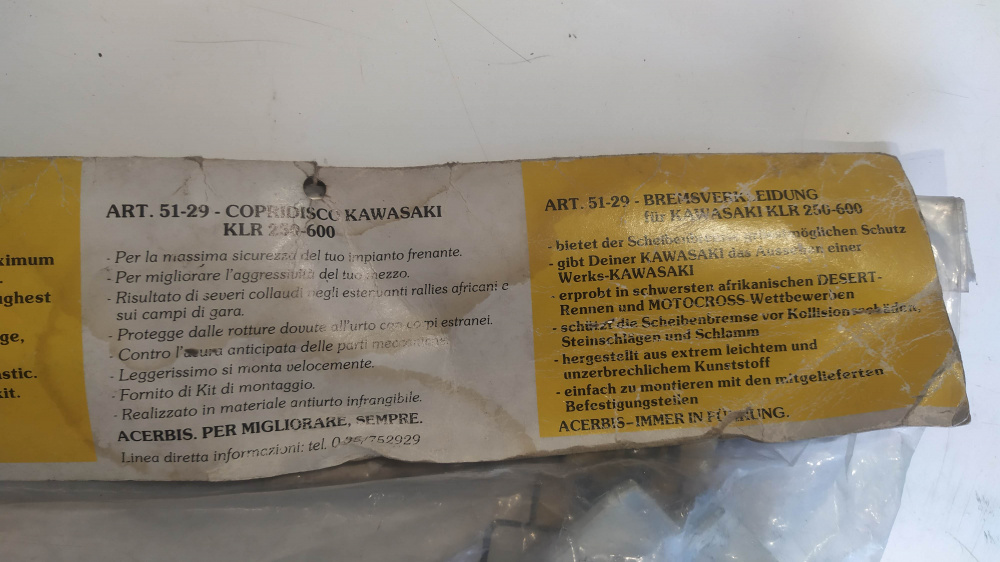 ximum
ughest
ge,
astic.
kit.
ART. 51-29 - COPRIDISCO KAWASAKI
KLR 250-600
- Per la massima sicurezza del tuo impianto frenante.
- Per migliorare l'aggressività del tuo mezzo.
- Risultato di severi collaudi negli estenuanti rallies africani e
sui campi di gara.
- Protegge dalle rotture dovute all'urto con corpi estranei.
- Contro l'usura anticipata delle parti meccaniche.
- Leggerissimo si monta velocemente.
- Fornito di Kit di montaggio.
- Realizzato in materiale antiurto infrangibile.
ACERBIS. PER MIGLIORARE, SEMPRE.
Linea diretta informazioni: tel. 035/752929
ART. 51-29 - BREMSVERKLEIDUNG
für KAWASAKI KLR 250-600
- bietet der möglichen Schutz
- gibt Deiner KAWASAKI das Aussehen einer
Werks-KAWASAKI
- erprobt in schwersten afrikanischen DESERT-
Rennen und MOTOCROSS-Wettbewerben
- schützt die Scheibenbremse vor Kollisionsschäden,
Steinschlägen und Schlamm
- hergestellt aus extrem leichtem und
unzerbrechlichem Kunststoff
- einfach zu montieren mit den mitgelieferten
Befestigungsteilen
ACERBIS-IMMER IN FÜHRUNG.